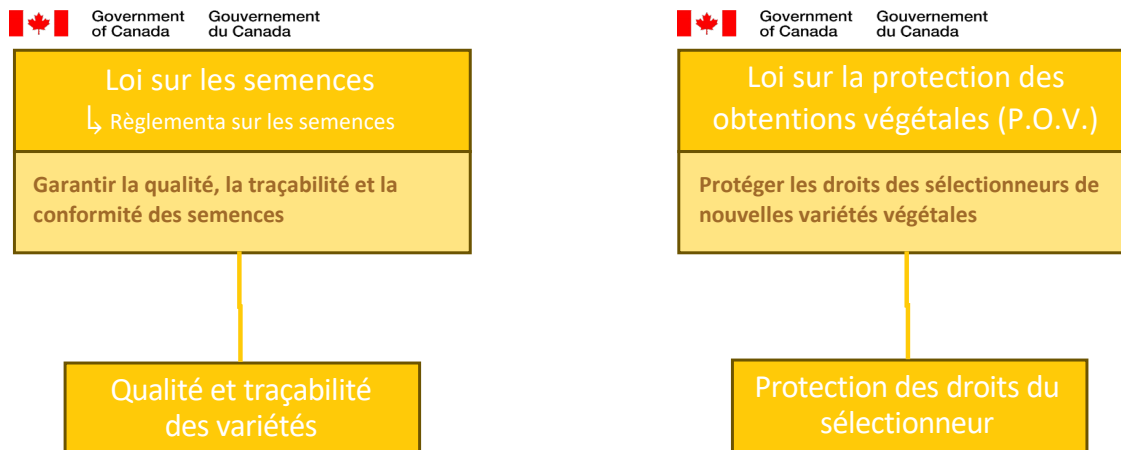 Government Gouvernement
of Canada du Canada
Loi sur les semences
↳ Règlementa sur les semences
Garantir la qualité, la traçabilité et la
conformité des semences
Qualité et traçabilité
des variétés
Government Gouvernement
of Canada du Canada
Loi sur la protection des
obtentions végétales (P.O.V.)
Protéger les droits des sélectionneurs de
nouvelles variétés végétales
Protection des droits du
sélectionneur